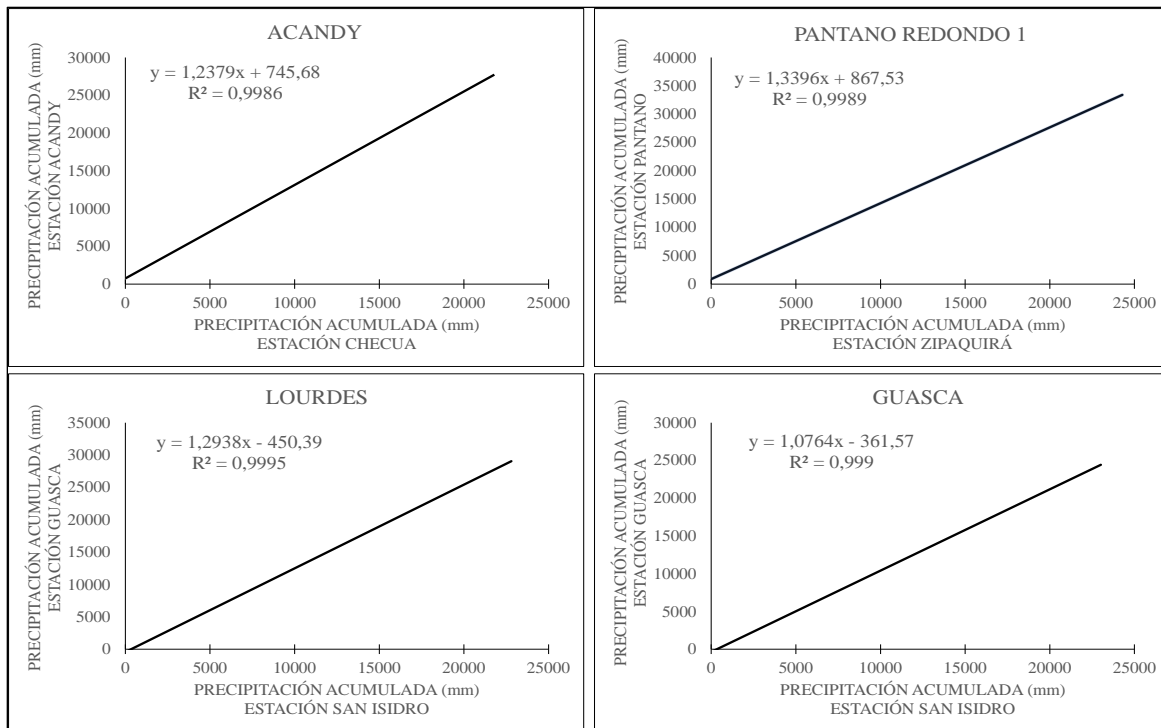 ACANDY
PRECIPITACIÓN ACUMULADA (mm)
ESTACIÓN ACANDY
30000
25000
20000
15000
10000
5000
0
y = 1,2379x + 745,68
R² = 0,9986
0 5000 10000 15000 20000 25000
PRECIPITACIÓN ACUMULADA (mm)
ESTACIÓN CHECUA
PANTANO REDONDO 1
PRECIPITACIÓN ACUMULADA (mm)
ESTACIÓN PANTANO
40000
35000
30000
25000
20000
15000
10000
5000
0
y = 1,3396x + 867,53
R² = 0,9989
0 5000 10000 15000 20000 25000
PRECIPITACIÓN ACUMULADA (mm)
ESTACIÓN ZIPAQUIRÁ
LOURDES
PRECIPITACIÓN ACUMULADA (mm)
ESTACIÓN GUASCA
35000
30000
25000
20000
15000
10000
5000
0
y = 1,2938x - 450,39
R² = 0,9995
0 5000 10000 15000 20000 25000
PRECIPITACIÓN ACUMULADA (mm)
ESTACIÓN SAN ISIDRO
GUASCA
PRECIPITACIÓN ACUMULADA (mm)
ESTACIÓN GUASCA
30000
25000
20000
15000
10000
5000
0
y = 1,0764x - 361,57
R² = 0,999
0 5000 10000 15000 20000 25000
PRECIPITACIÓN ACUMULADA (mm)
ESTACIÓN SAN ISIDRO